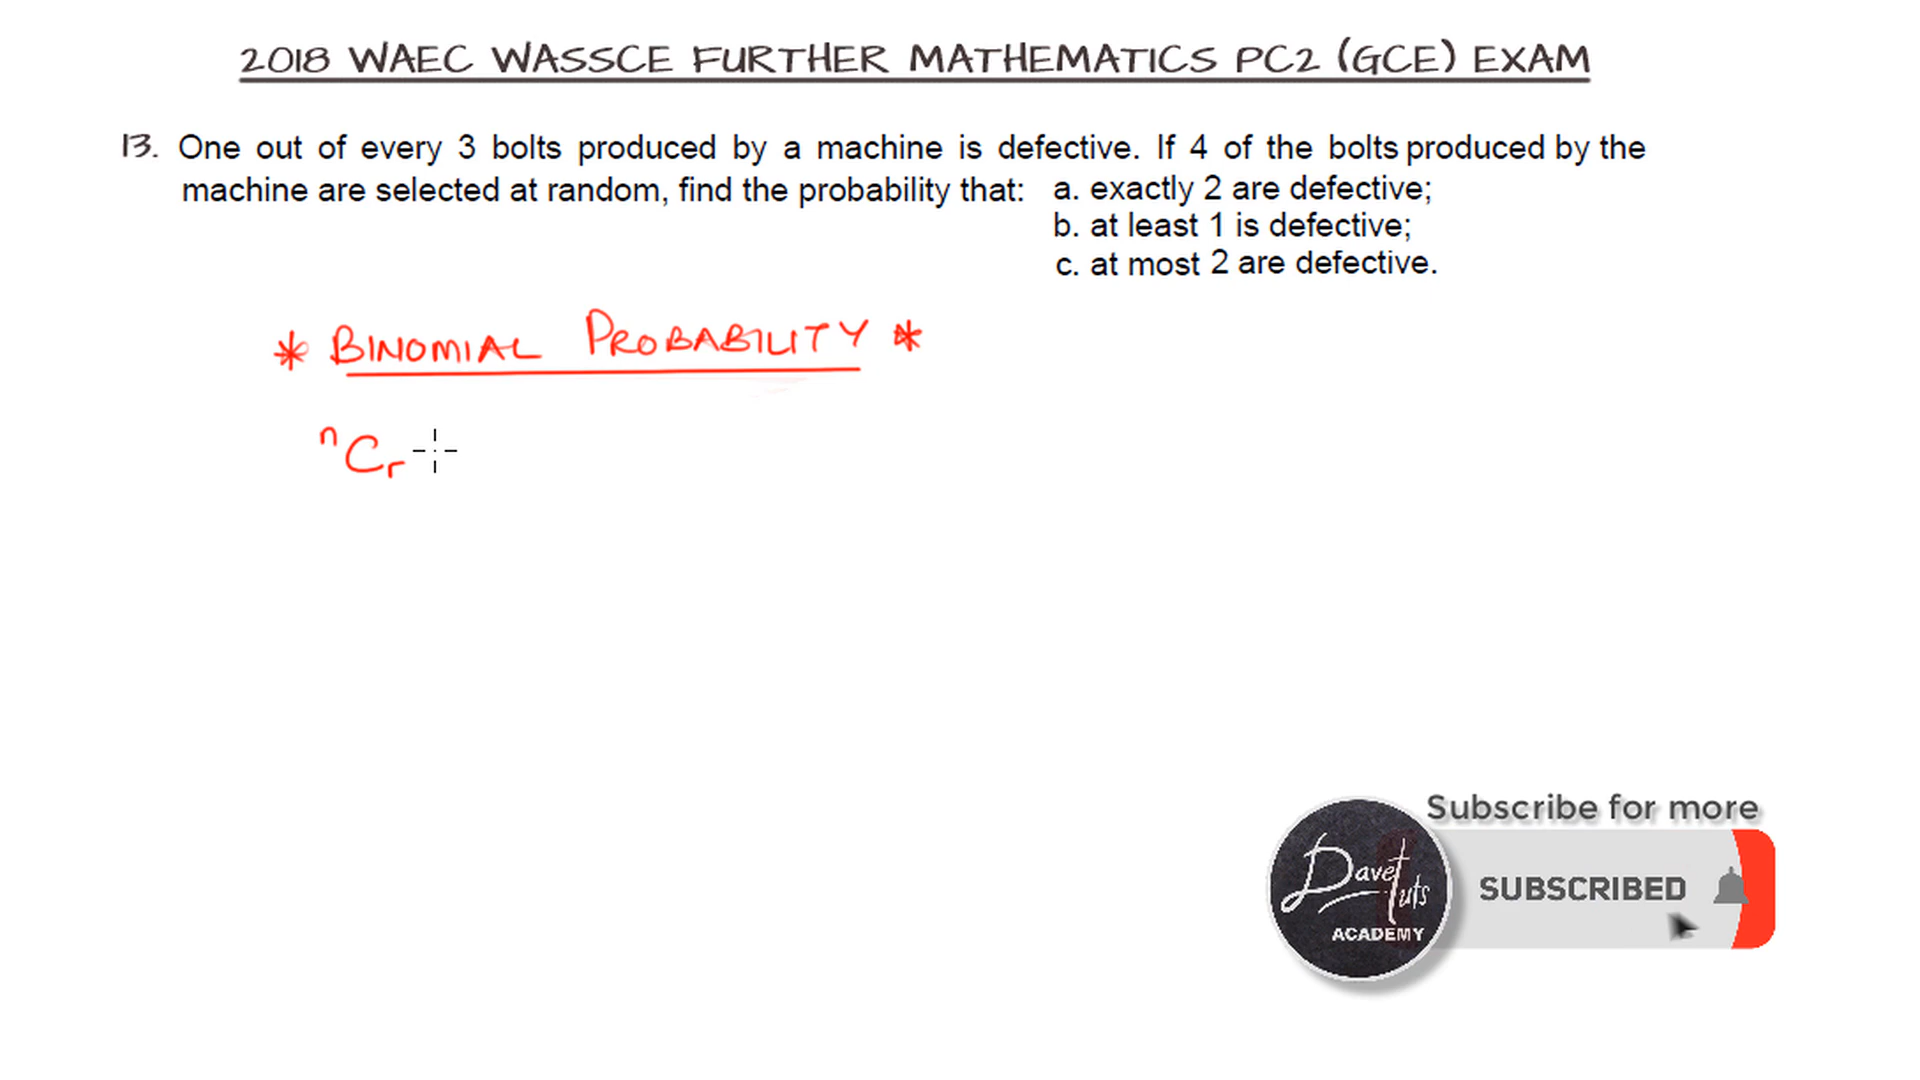 2018 WAEC WASSCE FURTHER MATHEMATICS PC2 (GCE) EXAM
13. One out of every 3 bolts produced by a machine is defective. If 4 of the bolts produced by the
machine are selected at random, find the probability that: a. exactly 2 are defective;
b. at least 1 is defective;
c. at most 2 are defective.
* BINOMIAL PROBABILITY *
nCr
Subscribe for more
Davet Tuts
SUBSCRIBED
ACADEMY